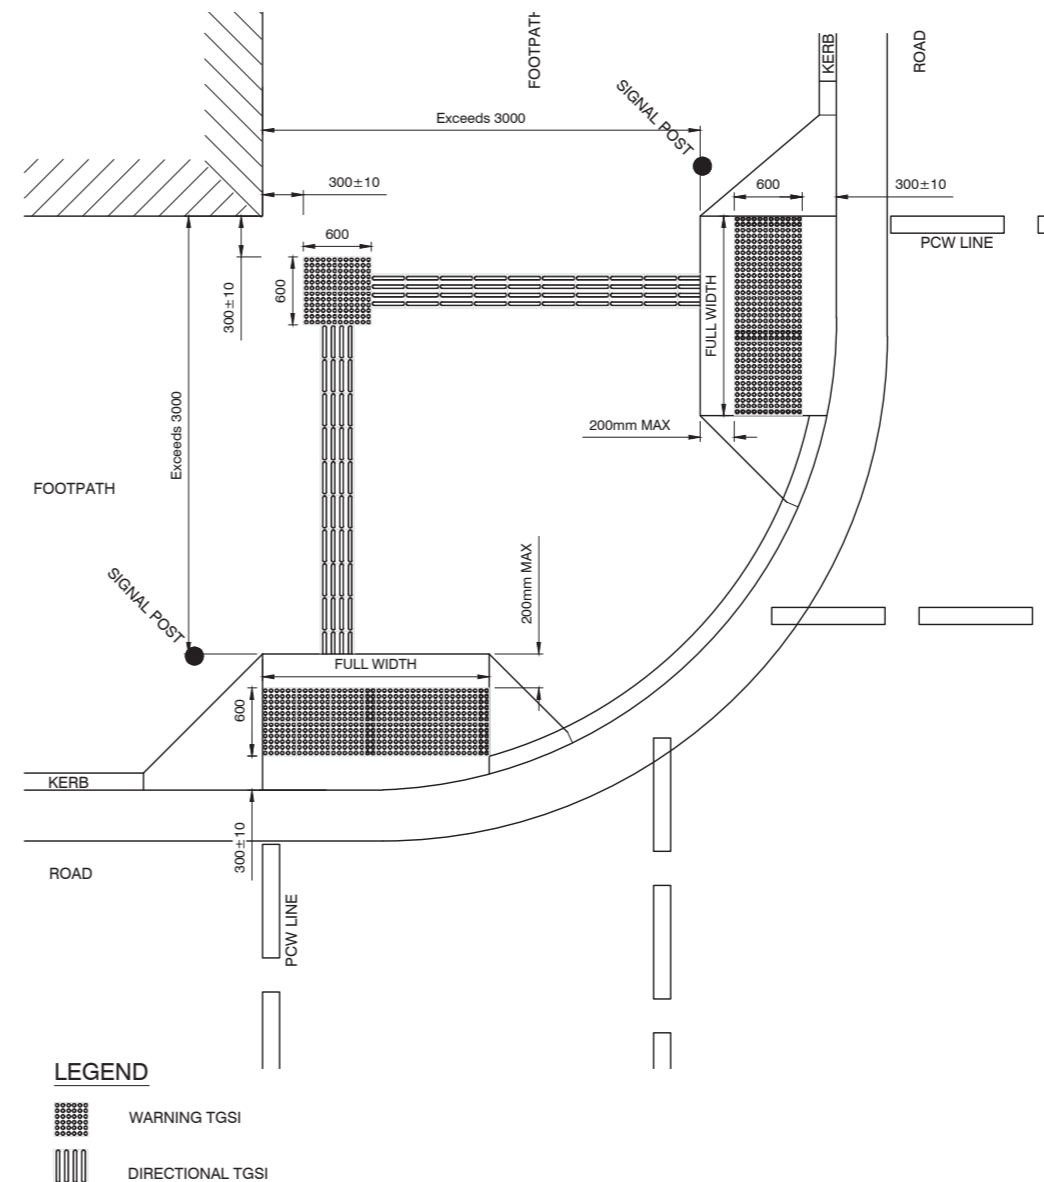 FOOTPATH
KERB
ROAD
SIGNAL POST
Exceeds 3000
300±10
600
300±10
600
PCW LINE
600
300±10
FULL WIDTH
Exceeds 3000
200mm MAX
FOOTPATH
200mm MAX
SIGNAL POST
FULL WIDTH
600
KERB
300±10
ROAD
PCW LINE
LEGEND
WARNING TGSI
DIRECTIONAL TGSI